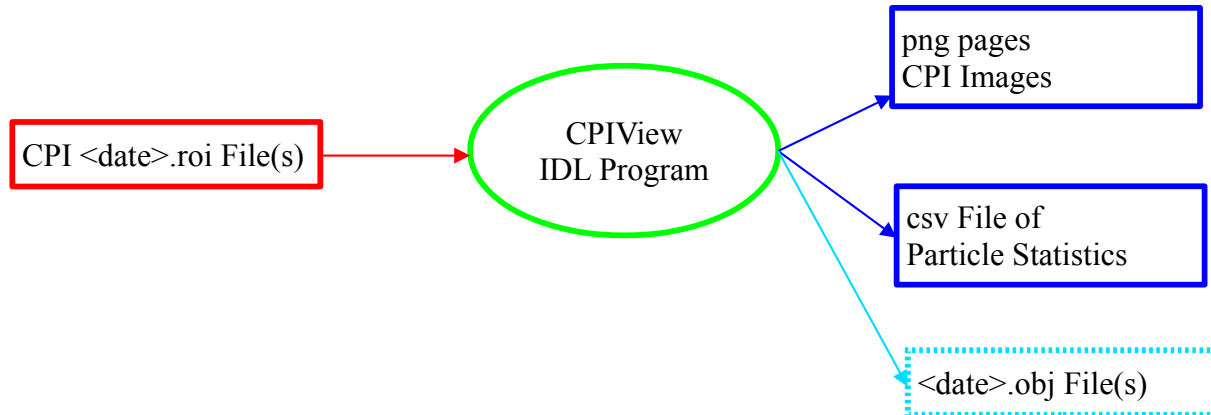 CPI <date>.roi File(s)
CPIView
IDL Program
png pages
CPI Images
csv File of
Particle Statistics
<date>.obj File(s)